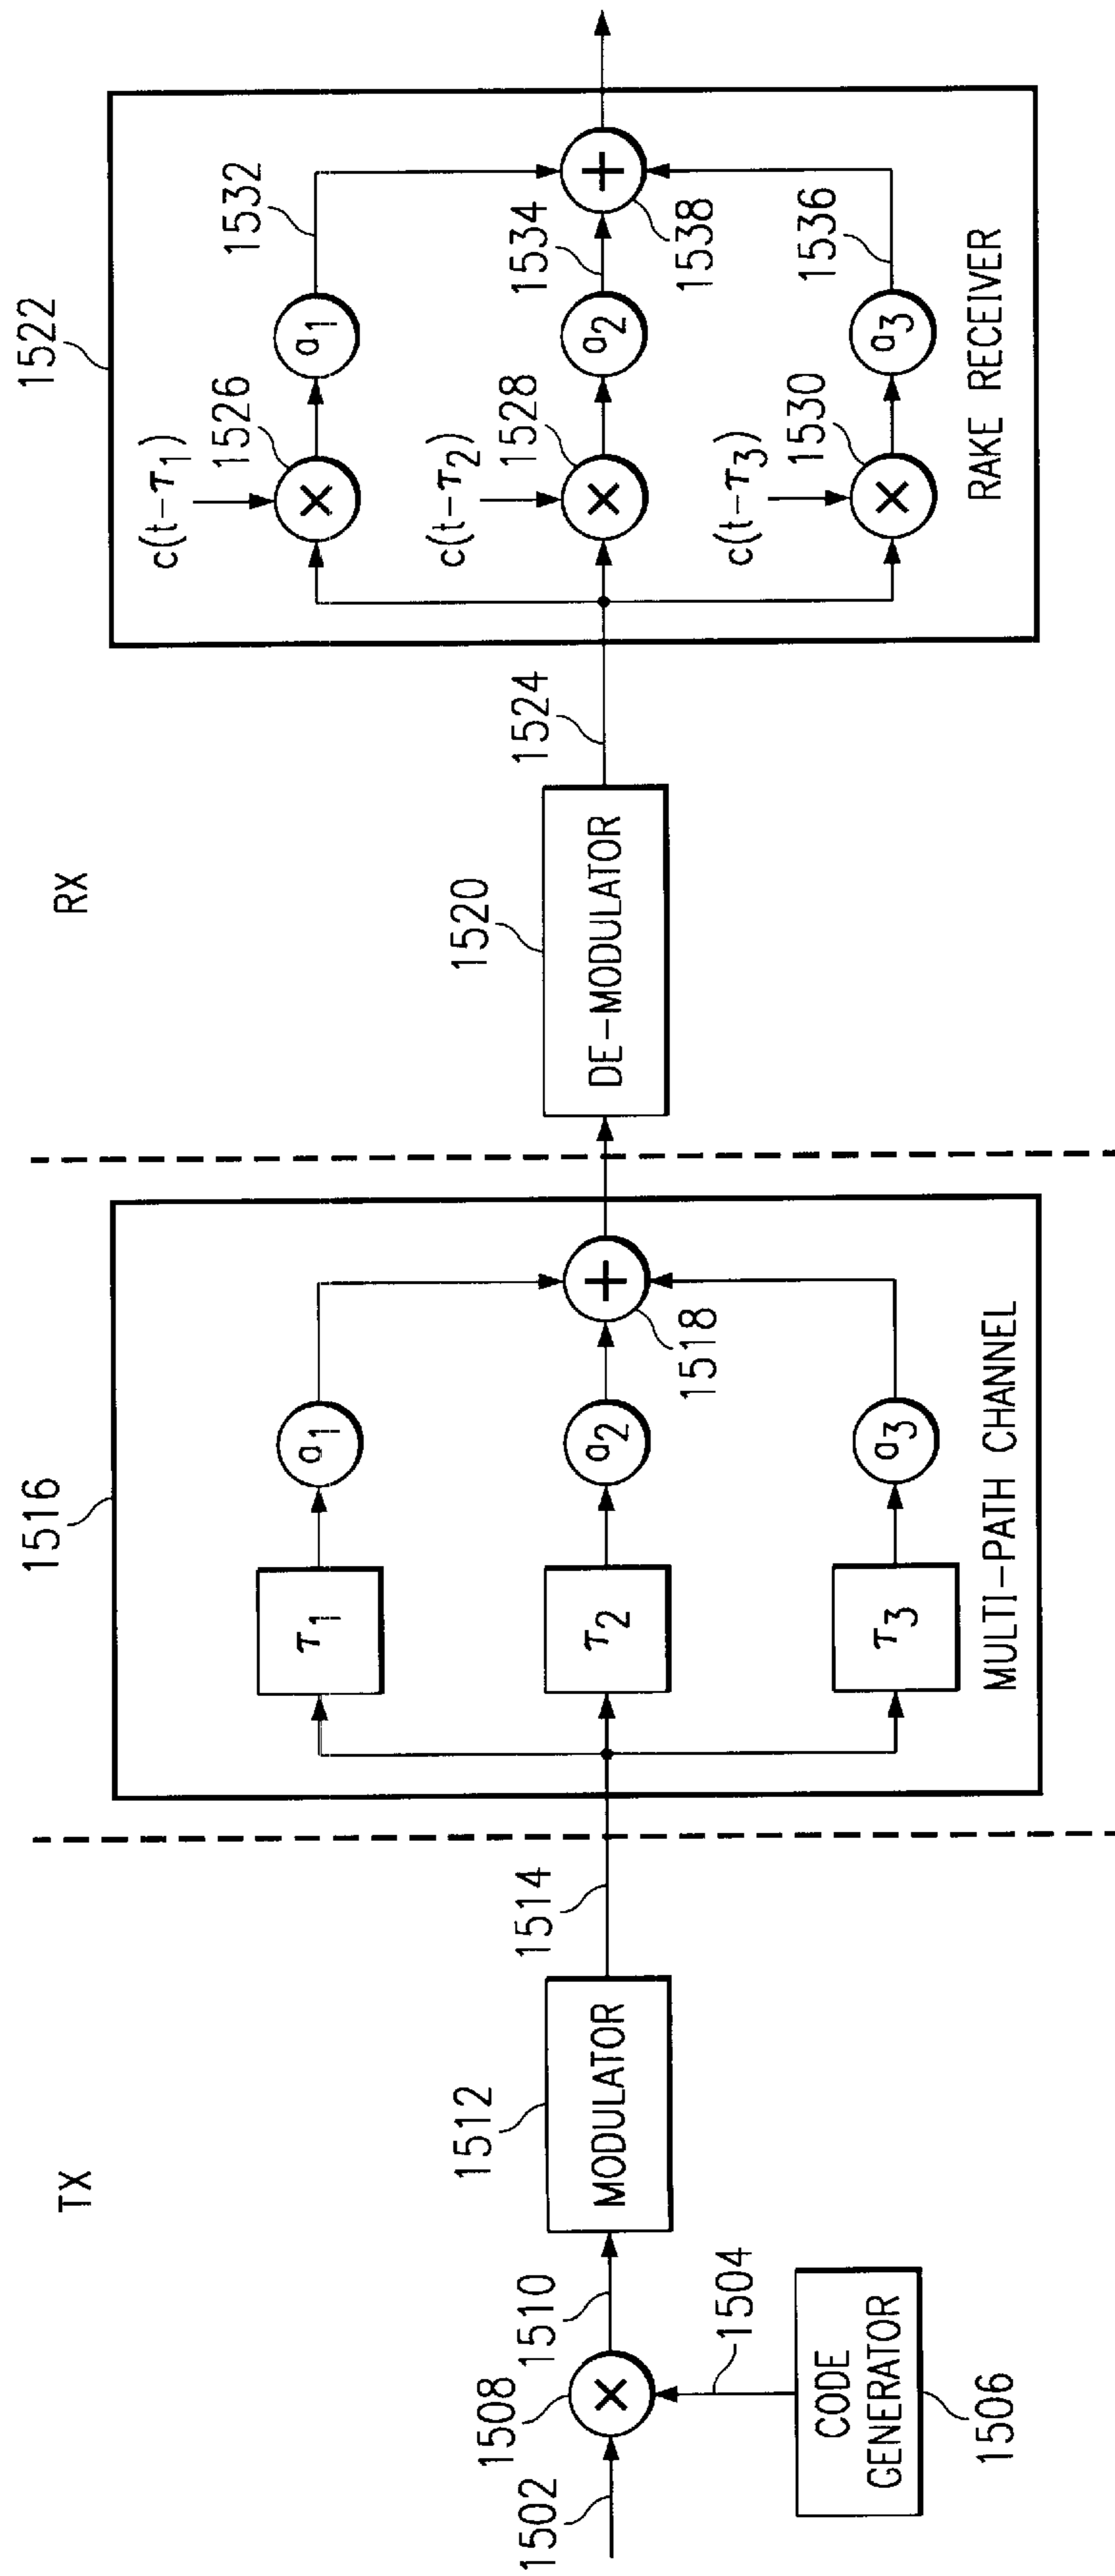 TX
1502
1508
1510
1504
CODE
GENERATOR
1506
1512
MODULATOR
1514
1516
τ1
a1
τ2
a2
τ3
a3
1518
MULTI-PATH CHANNEL
RX
1520
DE-MODULATOR
1524
1522
c(t-τ1)
1526
a1
1532
c(t-τ2)
1528
a2
1534
1538
c(t-τ3)
1530
a3
1536
RAKE RECEIVER